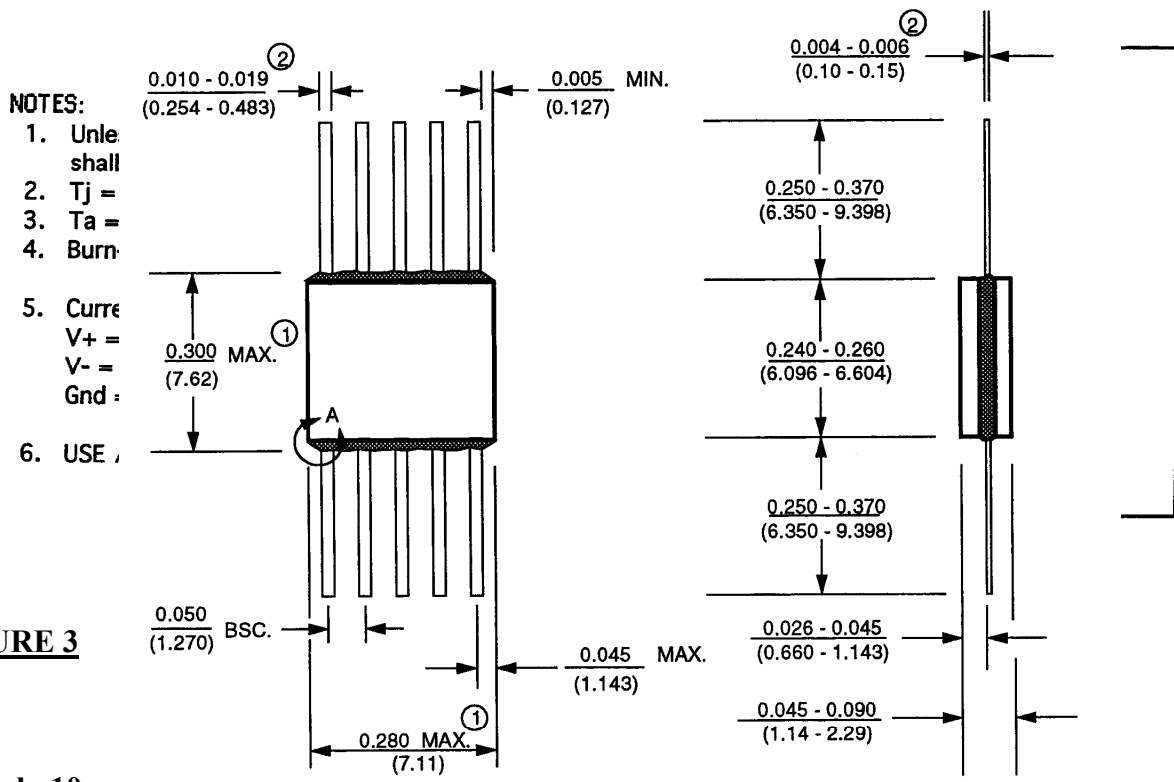 NOTES:
1.
2. Tj =
3. Ta =
4.
5.
V+ =
V- =
Gnd
6. USE
②
0.010 - 0.019
(0.254 - 0.483)
0.005 MIN.
(0.127)
0.300 MAX. ①
(7.62)
A
0.050 BSC.
(1.270)
0.045 MAX.
(1.143)
①
0.280 MAX.
(7.11)
②
0.004 - 0.006
(0.10 - 0.15)
0.250 - 0.370
(6.350 - 9.398)
0.240 - 0.260
(6.096 - 6.604)
0.250 - 0.370
(6.350 - 9.398)
0.026 - 0.045
(0.660 - 1.143)
0.045 - 0.090
(1.14 - 2.29)
URE 3